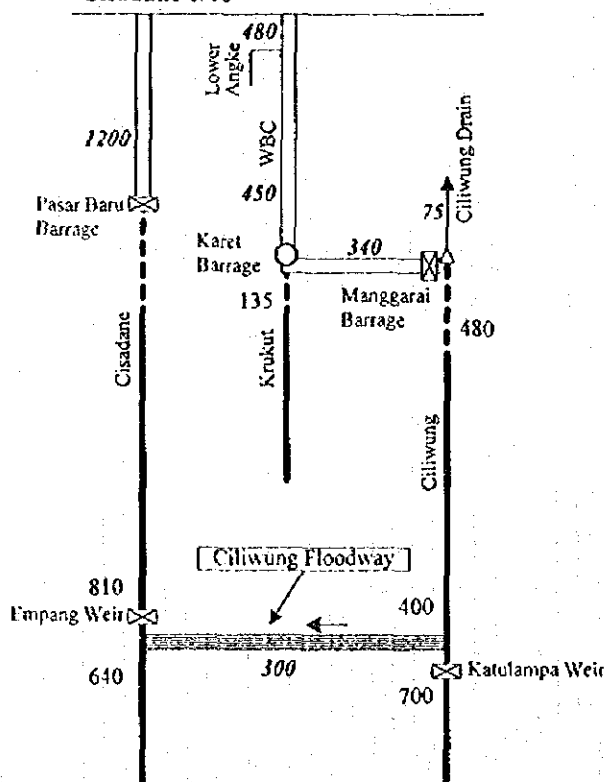 480
Lower
Angke
1200
WBC
450
Ciliwung Drain
75
Pasar Baru
Barrage
Karet
Barrage
340
135
Manggarai
Barrage
480
Cisadane
Krukut
Ciliwung
[ Ciliwung Floodway ]
810
400
Empang Weir
640
300
Katulampa Weir
700